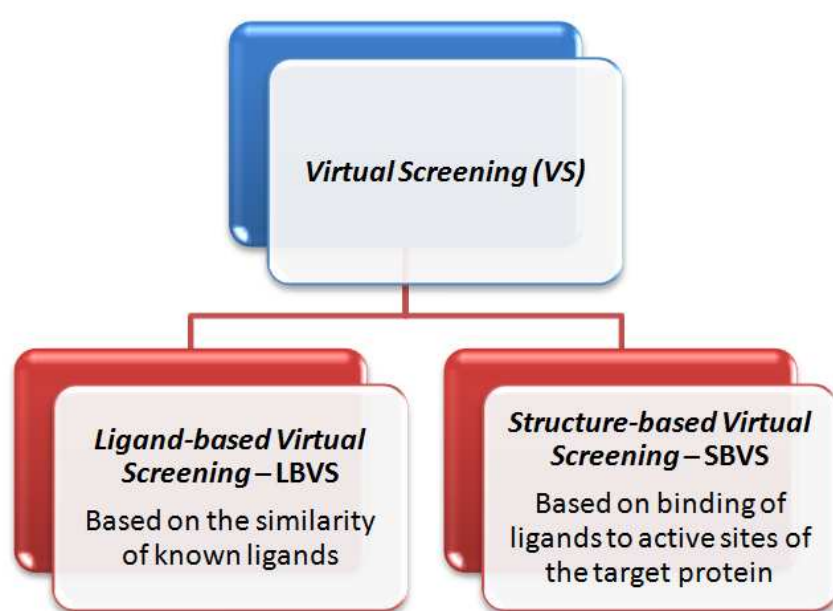 Virtual Screening (VS)
Ligand-based Virtual
Screening – LBVS
Based on the similarity
of known ligands
Structure-based Virtual
Screening – SBVS
Based on binding of
ligands to active sites of
the target protein